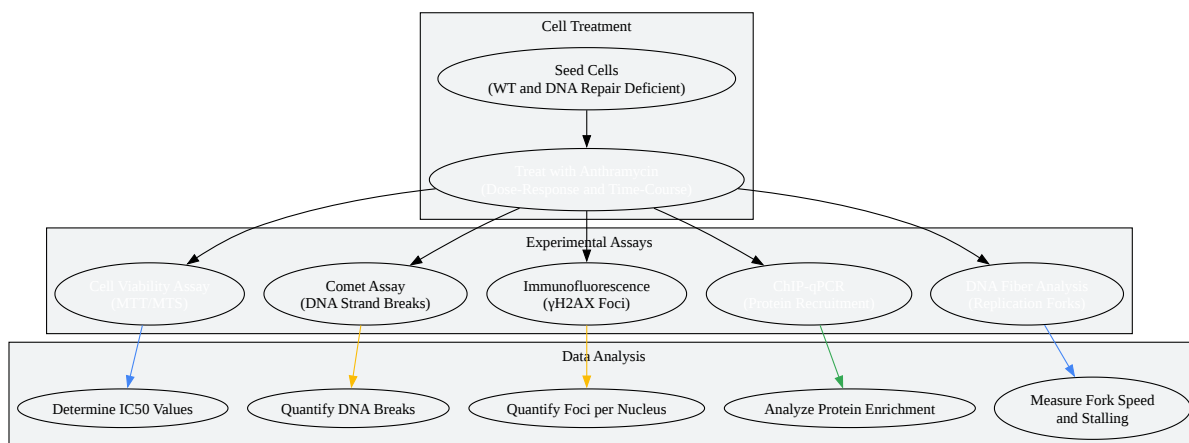 Cell Treatment
Seed Cells
(WT and DNA Repair Deficient)
Treat with Anthramycin
(Dose-Response and Time-Course)
Experimental Assays
Cell Viability Assay
(MTT/MTS)
Comet Assay
(DNA Strand Breaks)
Immunofluorescence
(γH2AX Foci)
ChIP-qPCR
(Protein Recruitment)
DNA Fiber Analysis
(Replication Forks)
Data Analysis
Determine IC50 Values
Quantify DNA Breaks
Quantify Foci per Nucleus
Analyze Protein Enrichment
Measure Fork Speed
and Stalling